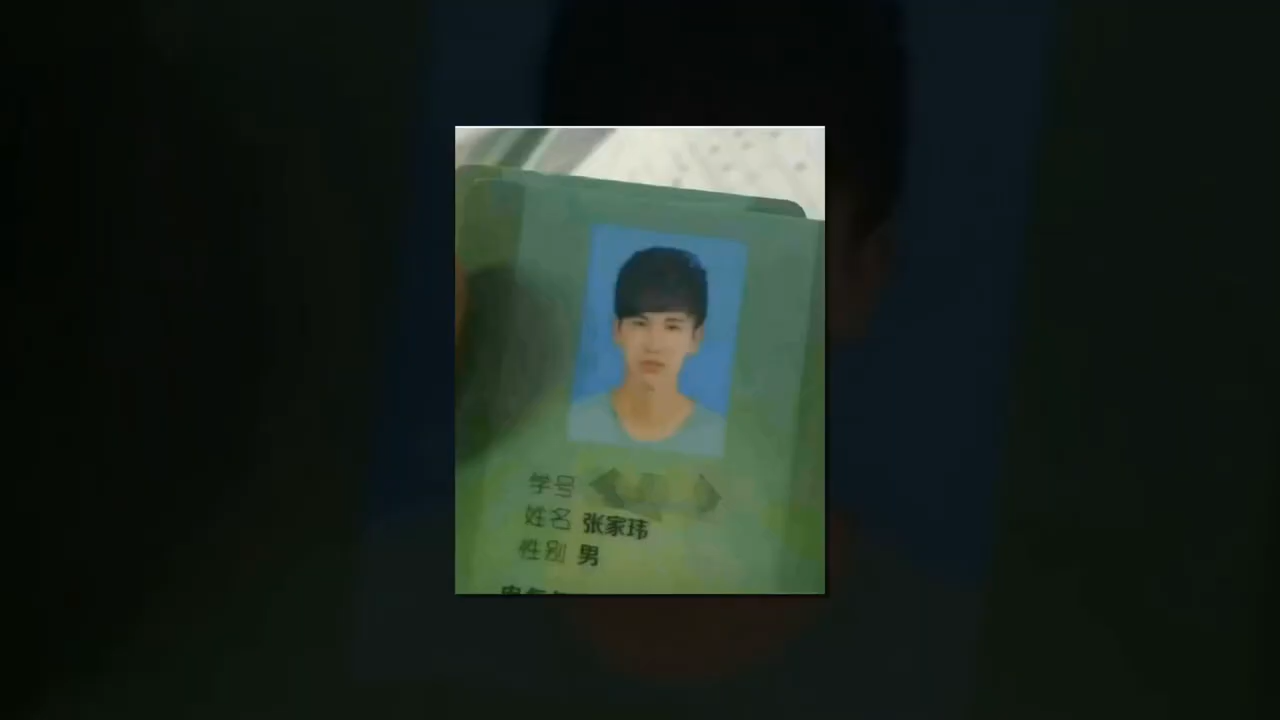 学号
姓名 张家玮
性别 男